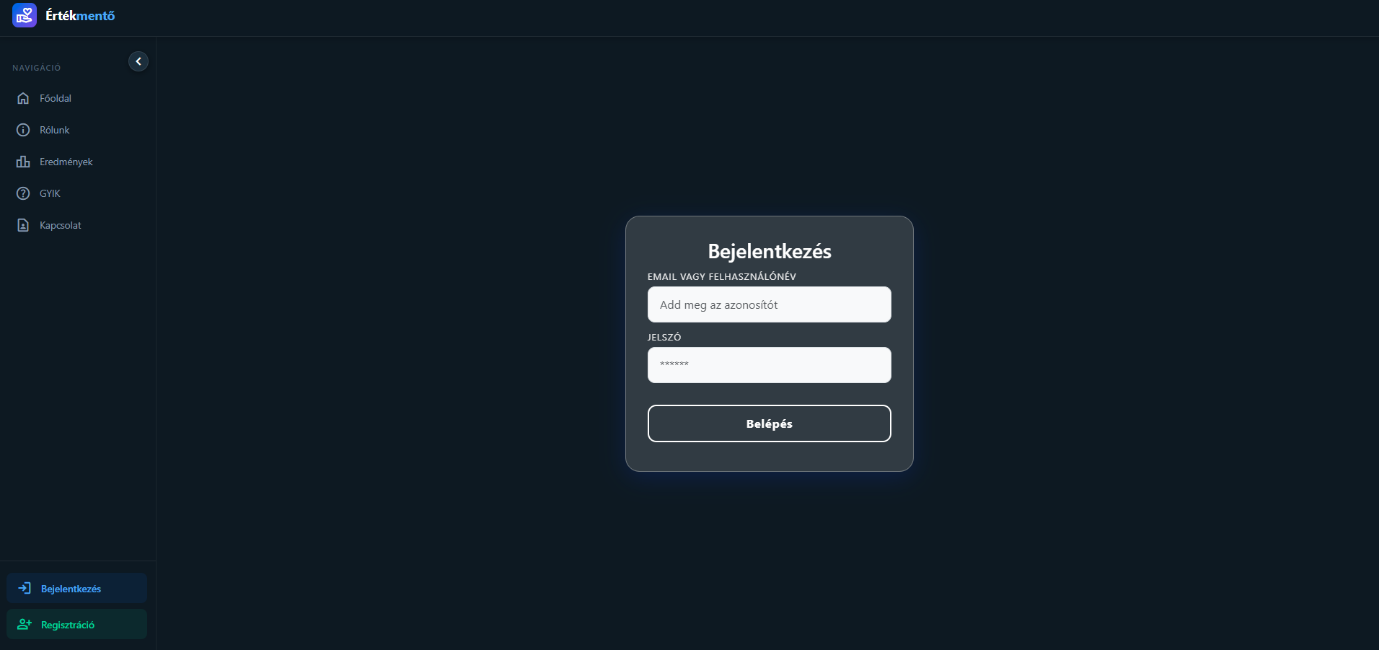 Értékmentő
NAVIGÁCIÓ
Főoldal
Rólunk
Eredmények
GYIK
Kapcsolat
Bejelentkezés
EMAIL VAGY FELHASZNÁLÓNÉV
Add meg az azonosítót
JELSZÓ
******
Belépés
Bejelentkezés
Regisztráció